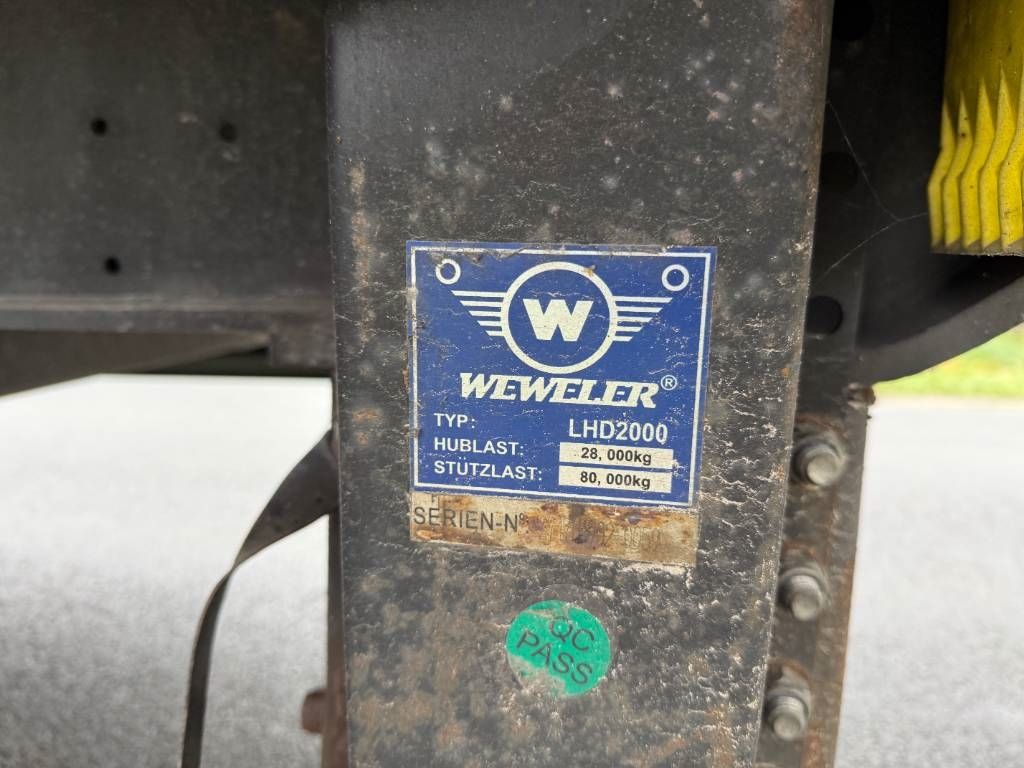 W
WEWELER®
TYP: LHD2000
HUBLAST: 28,000kg
STÜTZLAST: 80,000kg
SERIEN-N°
QC
PASS